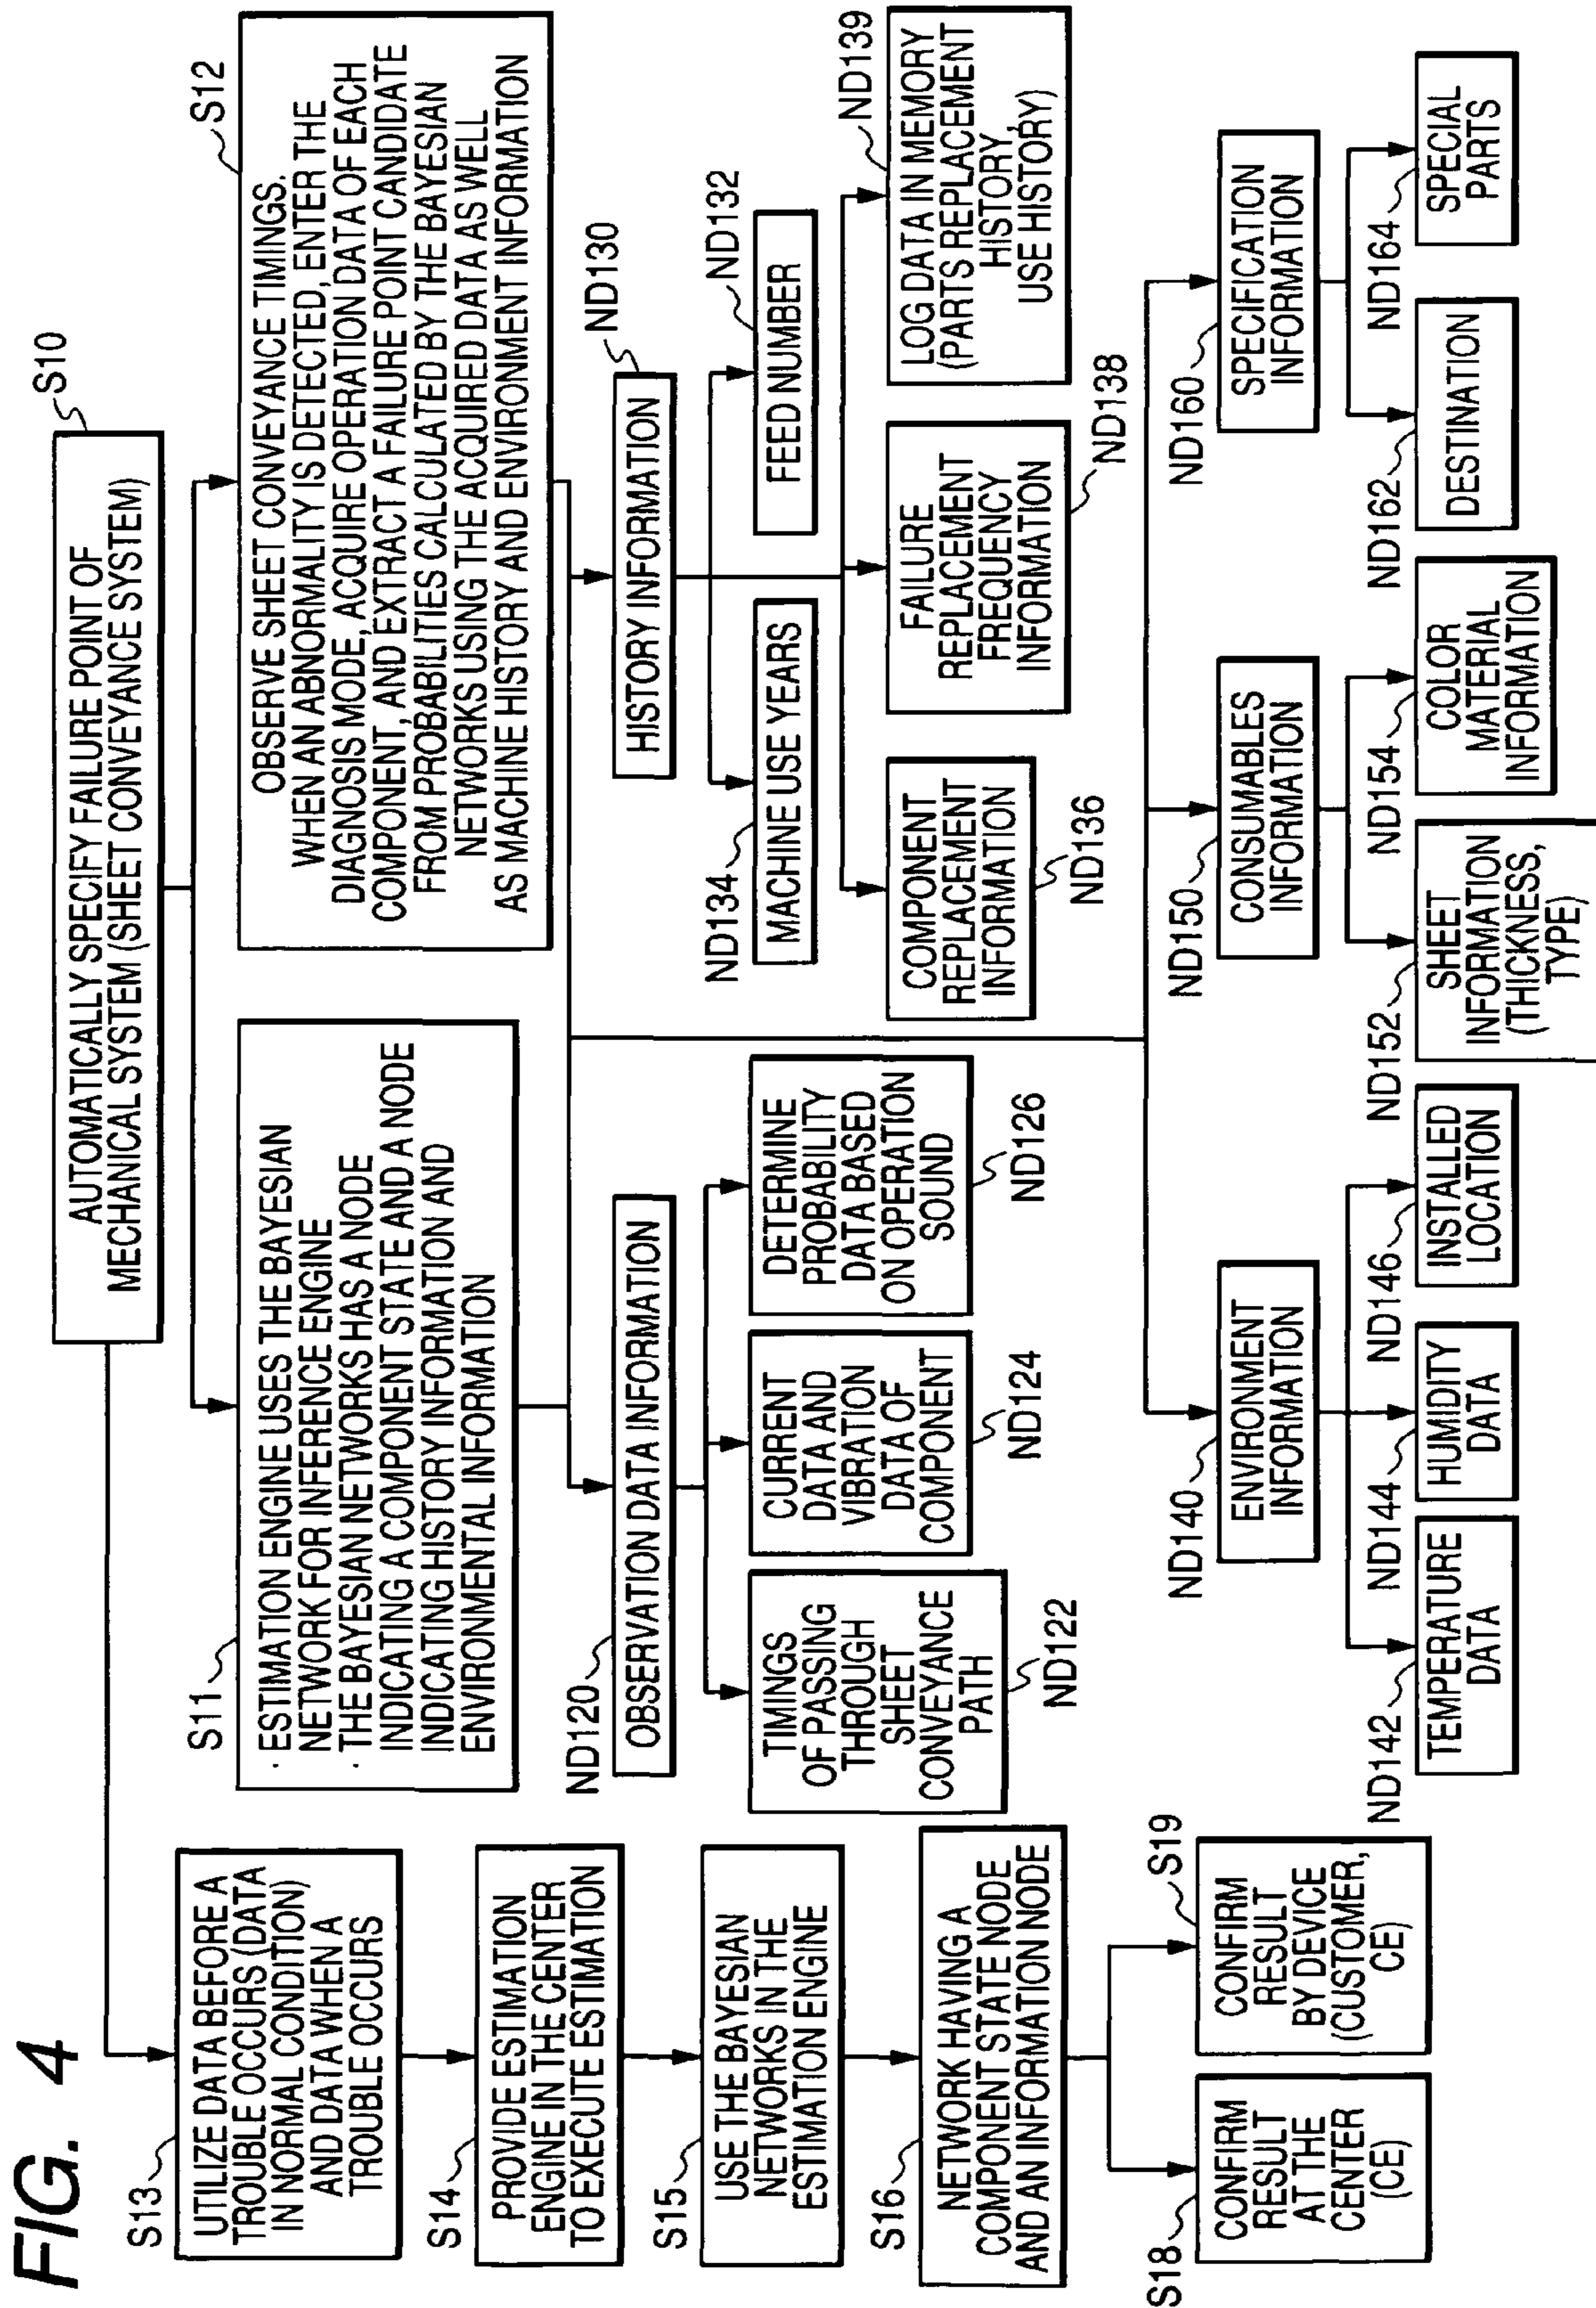 FIG. 4
S10
AUTOMATICALLY SPECIFY FAILURE POINT OF
MECHANICAL SYSTEM (SHEET CONVEYANCE SYSTEM)
S13
UTILIZE DATA BEFORE A
TROUBLE OCCURS (DATA
IN NORMAL CONDITION)
AND DATA WHEN A
TROUBLE OCCURS
S14
PROVIDE ESTIMATION
ENGINE IN THE CENTER
TO EXECUTE ESTIMATION
S15
USE THE BAYESIAN
NETWORKS IN THE
ESTIMATION ENGINE
S16
NETWORK HAVING A
COMPONENT STATE NODE
AND AN INFORMATION NODE
S18
CONFIRM
RESULT
AT THE
CENTER
(CE)
S19
CONFIRM
RESULT
BY DEVICE
(CUSTOMER,
CE)
S11
· ESTIMATION ENGINE USES THE BAYESIAN
NETWORK FOR INFERENCE ENGINE
· THE BAYESIAN NETWORKS HAS A NODE
INDICATING A COMPONENT STATE AND A NODE
INDICATING HISTORY INFORMATION AND
ENVIRONMENTAL INFORMATION
S12
OBSERVE SHEET CONVEYANCE TIMINGS.
WHEN AN ABNORMALITY IS DETECTED, ENTER THE
DIAGNOSIS MODE, ACQUIRE OPERATION DATA OF EACH
COMPONENT, AND EXTRACT A FAILURE POINT CANDIDATE
FROM PROBABILITIES CALCULATED BY THE BAYESIAN
NETWORKS USING THE ACQUIRED DATA AS WELL
AS MACHINE HISTORY AND ENVIRONMENT INFORMATION
ND120
OBSERVATION DATA INFORMATION
TIMINGS
OF PASSING
THROUGH
SHEET
CONVEYANCE
PATH
ND122
CURRENT
DATA AND
VIBRATION
DATA OF
COMPONENT
ND124
DETERMINE
PROBABILITY
DATA BASED
ON OPERATION
SOUND
ND126
ND130
HISTORY INFORMATION
ND134
MACHINE USE YEARS
ND132
FEED NUMBER
COMPONENT
REPLACEMENT
INFORMATION
ND136
FAILURE
REPLACEMENT
FREQUENCY
INFORMATION
ND138
ND139
LOG DATA IN MEMORY
(PARTS REPLACEMENT
HISTORY,
USE HISTORY)
ND140
ENVIRONMENT
INFORMATION
ND142
TEMPERATURE
DATA
ND144
HUMIDITY
DATA
ND146
INSTALLED
LOCATION
ND150
CONSUMABLES
INFORMATION
ND152
SHEET
INFORMATION
(THICKNESS,
TYPE)
ND154
COLOR
MATERIAL
INFORMATION
ND160
SPECIFICATION
INFORMATION
ND162
DESTINATION
ND164
SPECIAL
PARTS